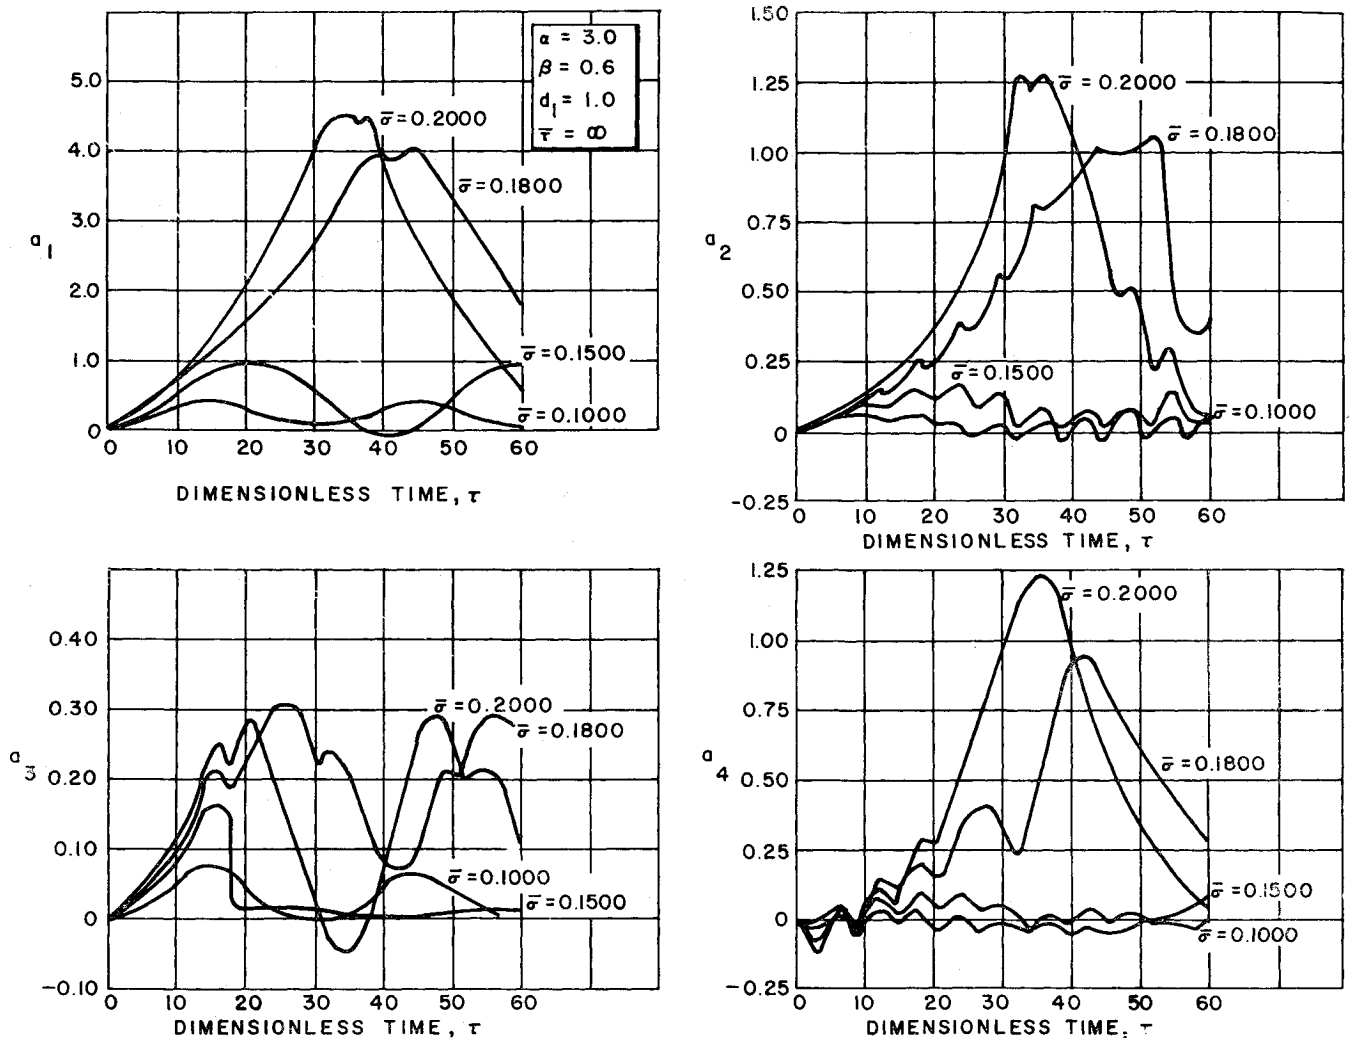 α = 3.0
β = 0.6
d₁ = 1.0
τ̄ = ∞
5.0
4.0
3.0
2.0
1.0
0
a₁
σ̄ = 0.2000
σ̄ = 0.1800
σ̄ = 0.1500
σ̄ = 0.1000
0 10 20 30 40 50 60
DIMENSIONLESS TIME, τ
1.50
1.25
1.00
0.75
0.50
0.25
0
-0.25
a₂
σ̄ = 0.2000
σ̄ = 0.1800
σ̄ = 0.1500
σ̄ = 0.1000
0 10 20 30 40 50 60
DIMENSIONLESS TIME, τ
0.40
0.30
0.20
0.10
0
-0.10
a₃
σ̄ = 0.2000
σ̄ = 0.1800
σ̄ = 0.1000
σ̄ = 0.1500
0 10 20 30 40 50 60
DIMENSIONLESS TIME, τ
1.25
1.00
0.75
0.50
0.25
0
-0.25
a₄
σ̄ = 0.2000
σ̄ = 0.1800
σ̄ = 0.1500
σ̄ = 0.1000
0 10 20 30 40 50 60
DIMENSIONLESS TIME, τ